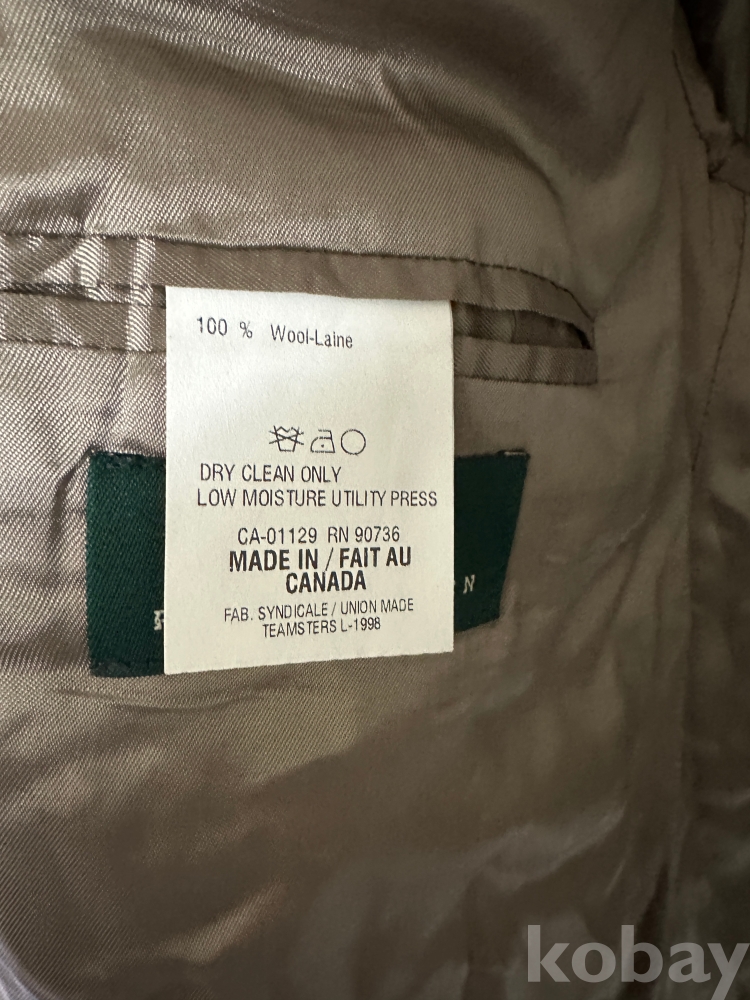 100 % Wool-Laine
DRY CLEAN ONLY
LOW MOISTURE UTILITY PRESS
CA-01129 RN 90736
MADE IN / FAIT AU
CANADA
FAB. SYNDICALE / UNION MADE
TEAMSTERS L-1998
N
kobay